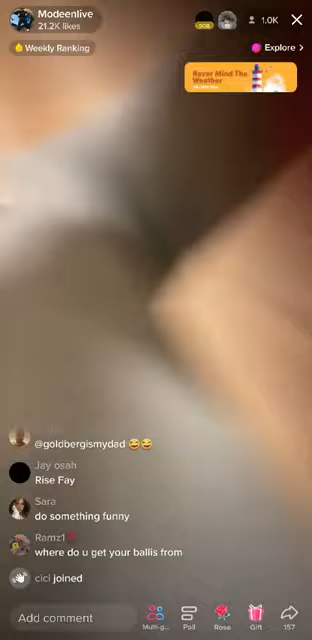 Modeenlive
21.2K likes
1.0K
Weekly Ranking
Explore >
Never Mind The
Weather
@goldbergismydad 😂😂
Jay osah
Rise Fay
Sara
do something funny
Ramz1
where do u get your ballis from
cici joined
Add comment
Multi-g...
Poll
Rose
Gift
157